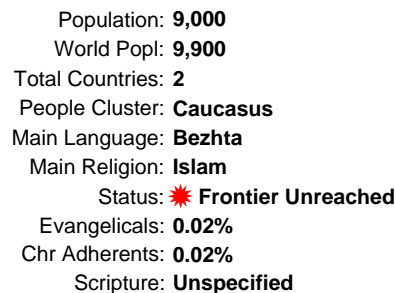 Population: 9,000
World Popl: 9,900
Total Countries: 2
People Cluster: Caucasus
Main Language: Bezhta
Main Religion: Islam
Status: Frontier Unreached
Evangelicals: 0.02%
Chr Adherents: 0.02%
Scripture: Unspecified